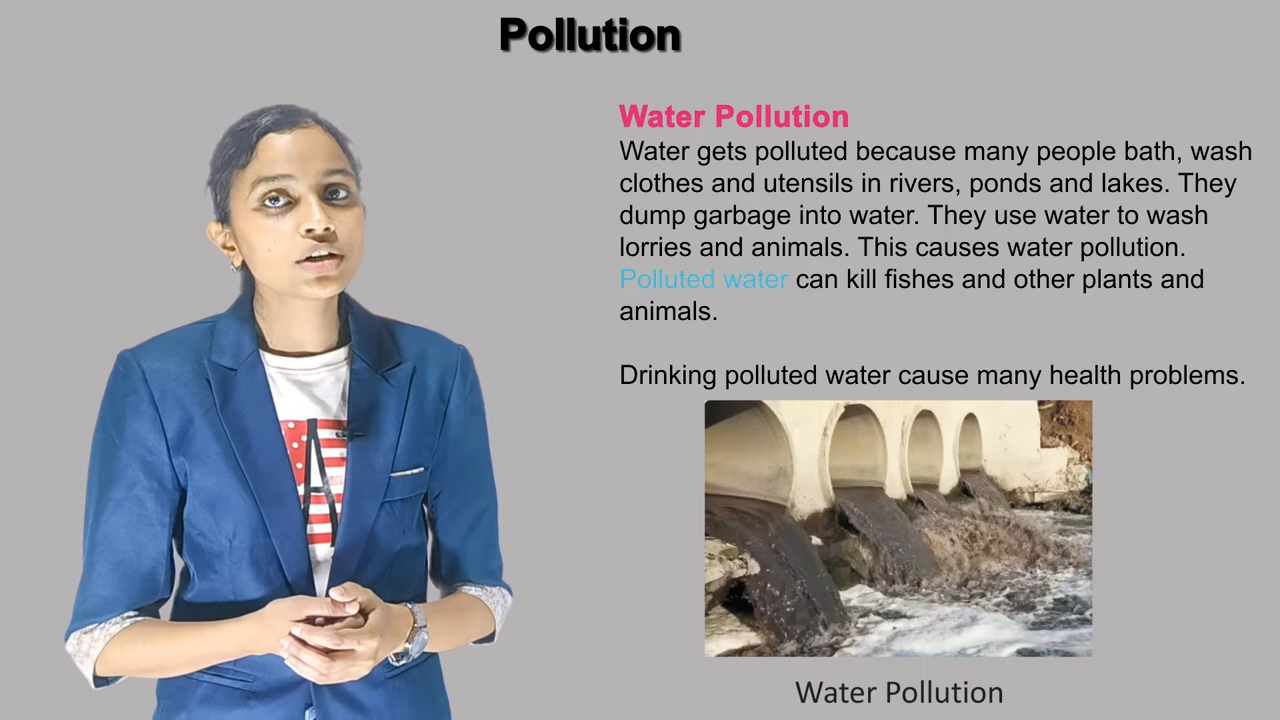 Pollution
Water Pollution
Water gets polluted because many people bath, wash
clothes and utensils in rivers, ponds and lakes. They
dump garbage into water. They use water to wash
lorries and animals. This causes water pollution.
Polluted water can kill fishes and other plants and
animals.
Drinking polluted water cause many health problems.
Water Pollution